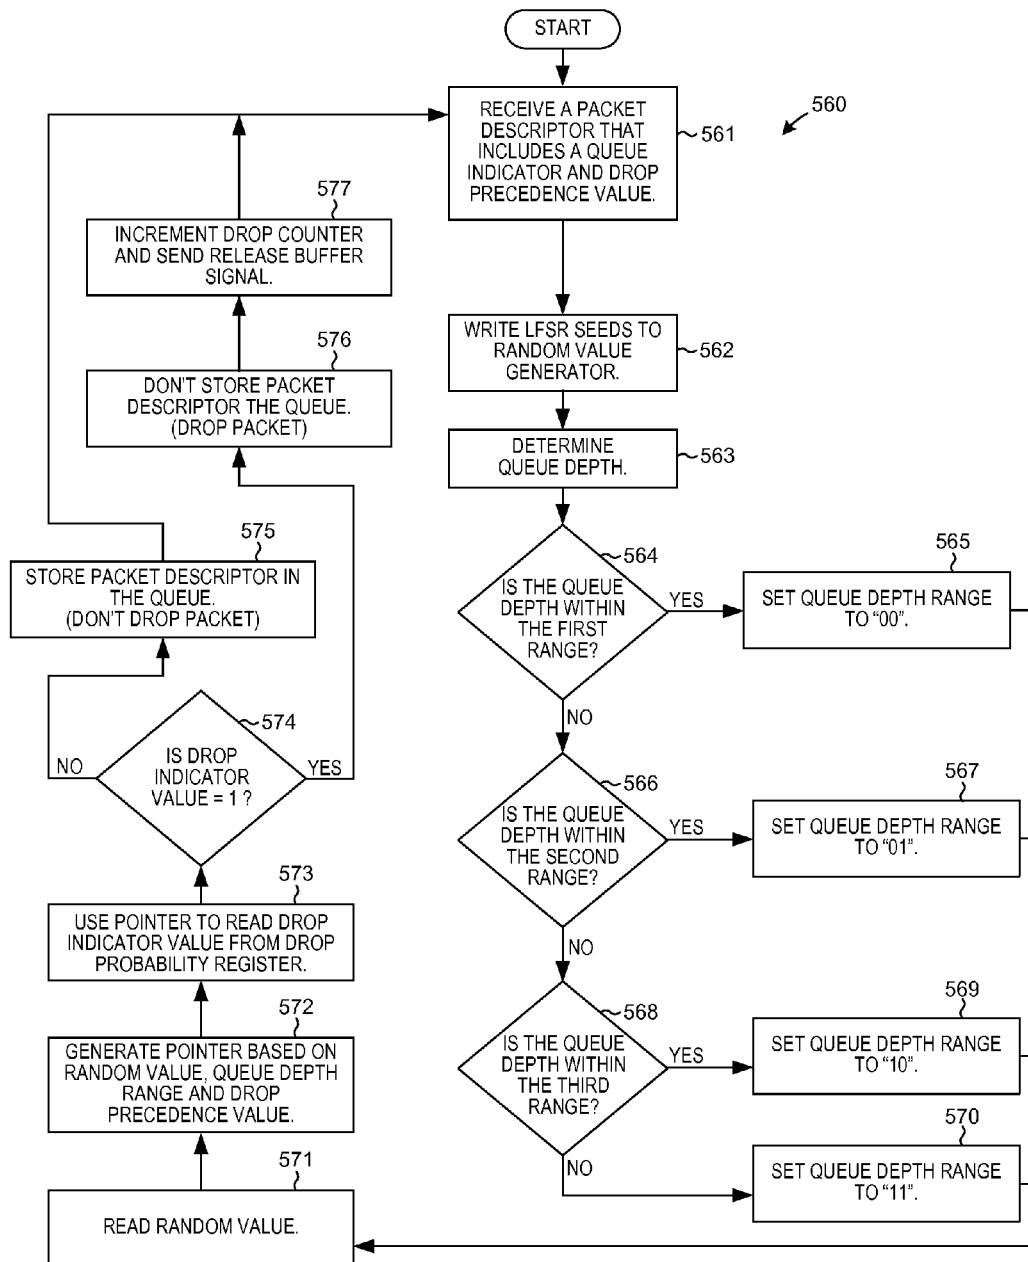 START
560
RECEIVE A PACKET
DESCRIPTOR THAT
INCLUDES A QUEUE
INDICATOR AND DROP
PRECEDENCE VALUE.
561
WRITE LFSR SEEDS TO
RANDOM VALUE
GENERATOR.
562
DETERMINE
QUEUE DEPTH.
563
564
IS THE QUEUE
DEPTH WITHIN
THE FIRST
RANGE?
YES
NO
565
SET QUEUE DEPTH RANGE
TO “00”.
566
IS THE QUEUE
DEPTH WITHIN
THE SECOND
RANGE?
YES
NO
567
SET QUEUE DEPTH RANGE
TO “01”.
568
IS THE QUEUE
DEPTH WITHIN
THE THIRD
RANGE?
YES
NO
569
SET QUEUE DEPTH RANGE
TO “10”.
570
SET QUEUE DEPTH RANGE
TO “11”.
571
READ RANDOM VALUE.
572
GENERATE POINTER BASED ON
RANDOM VALUE, QUEUE DEPTH
RANGE AND DROP
PRECEDENCE VALUE.
573
USE POINTER TO READ DROP
INDICATOR VALUE FROM DROP
PROBABILITY REGISTER.
574
IS DROP
INDICATOR
VALUE = 1 ?
NO
YES
575
STORE PACKET DESCRIPTOR IN
THE QUEUE.
(DON'T DROP PACKET)
576
DON'T STORE PACKET
DESCRIPTOR THE QUEUE.
(DROP PACKET)
577
INCREMENT DROP COUNTER
AND SEND RELEASE BUFFER
SIGNAL.